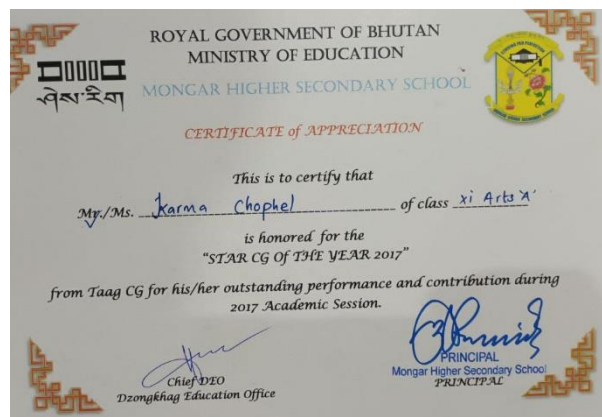 ROYAL GOVERNMENT OF BHUTAN
MINISTRY OF EDUCATION
ཤེས་རིག
MONGAR HIGHER SECONDARY SCHOOL
CERTIFICATE of APPRECIATION
This is to certify that
Mr./Ms. Karma Chophel of class xi Arts 'A'
is honored for the
"STAR CG Of THE YEAR 2017"
from Taag CG for his/her outstanding performance and contribution during
2017 Academic Session.
Chief DEO
Dzongkhag Education Office
PRINCIPAL
Mongar Higher Secondary School
PRINCIPAL